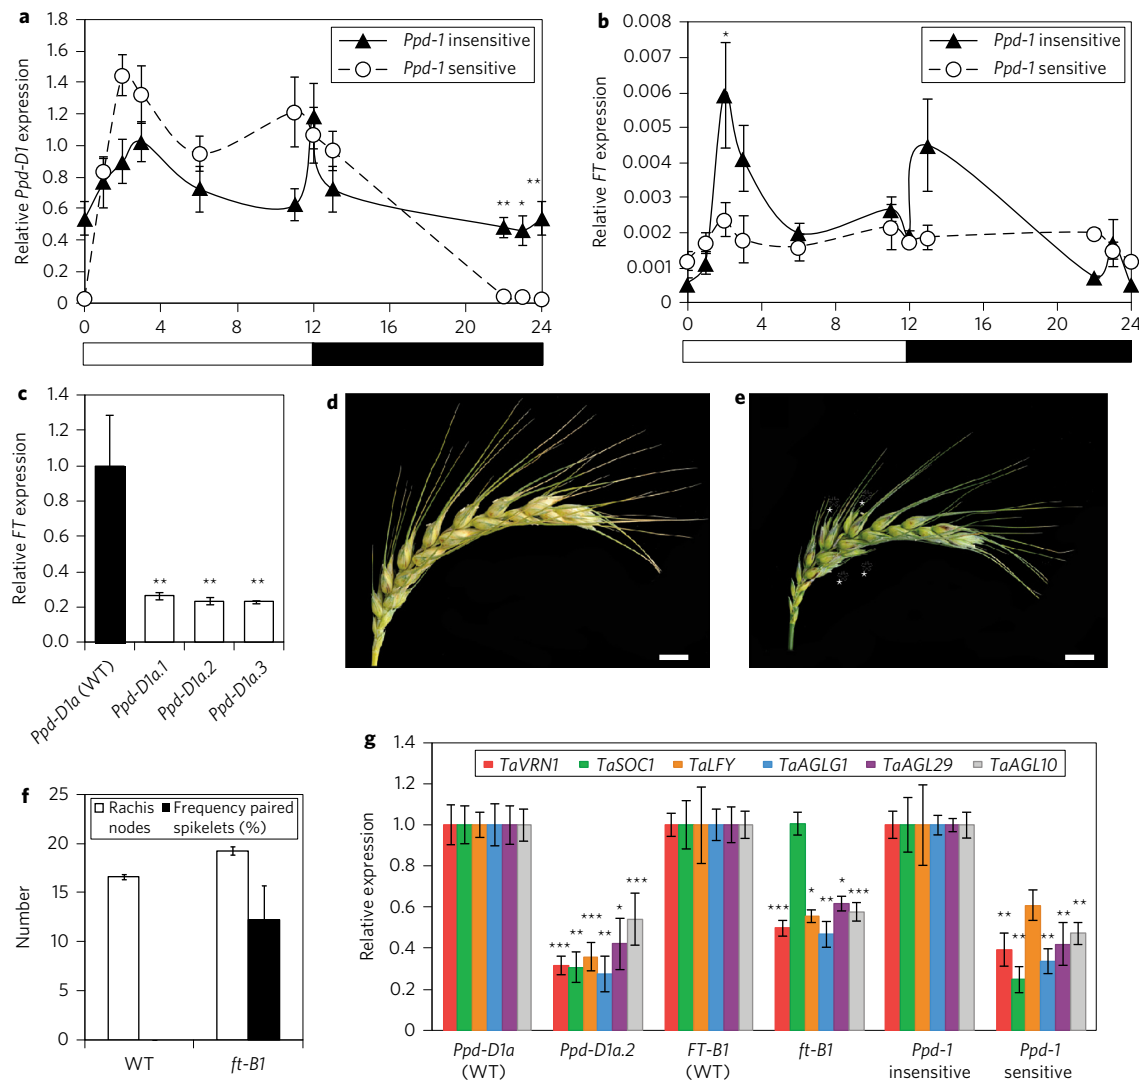 a
1.8
1.6
1.4
1.2
1.0
0.8
0.6
0.4
0.2
0
Relative Ppd-D1 expression
Ppd-1 insensitive
Ppd-1 sensitive
** * **
0 4 8 12 16 20 24
b
0.008
0.007
0.006
0.005
0.004
0.003
0.002
0.001
0
Relative FT expression
Ppd-1 insensitive
Ppd-1 sensitive
*
0 4 8 12 16 20 24
c
1.4
1.2
1.0
0.8
0.6
0.4
0.2
0.0
Relative FT expression
** ** **
Ppd-D1a (WT)
Ppd-D1a.1
Ppd-D1a.2
Ppd-D1a.3
d
e
* *
* *
f
25
20
15
10
5
0
Number
Rachis nodes
Frequency paired spikelets (%)
WT ft-B1
g
1.4
1.2
1.0
0.8
0.6
0.4
0.2
0
Relative expression
TaVRN1 TaSOC1 TaLFY TaAGLG1 TaAGL29 TaAGL10
*** ** *** ** * ***
*** * ** * ***
** ** ** ** **
Ppd-D1a (WT)
Ppd-D1a.2
FT-B1 (WT)
ft-B1
Ppd-1 insensitive
Ppd-1 sensitive